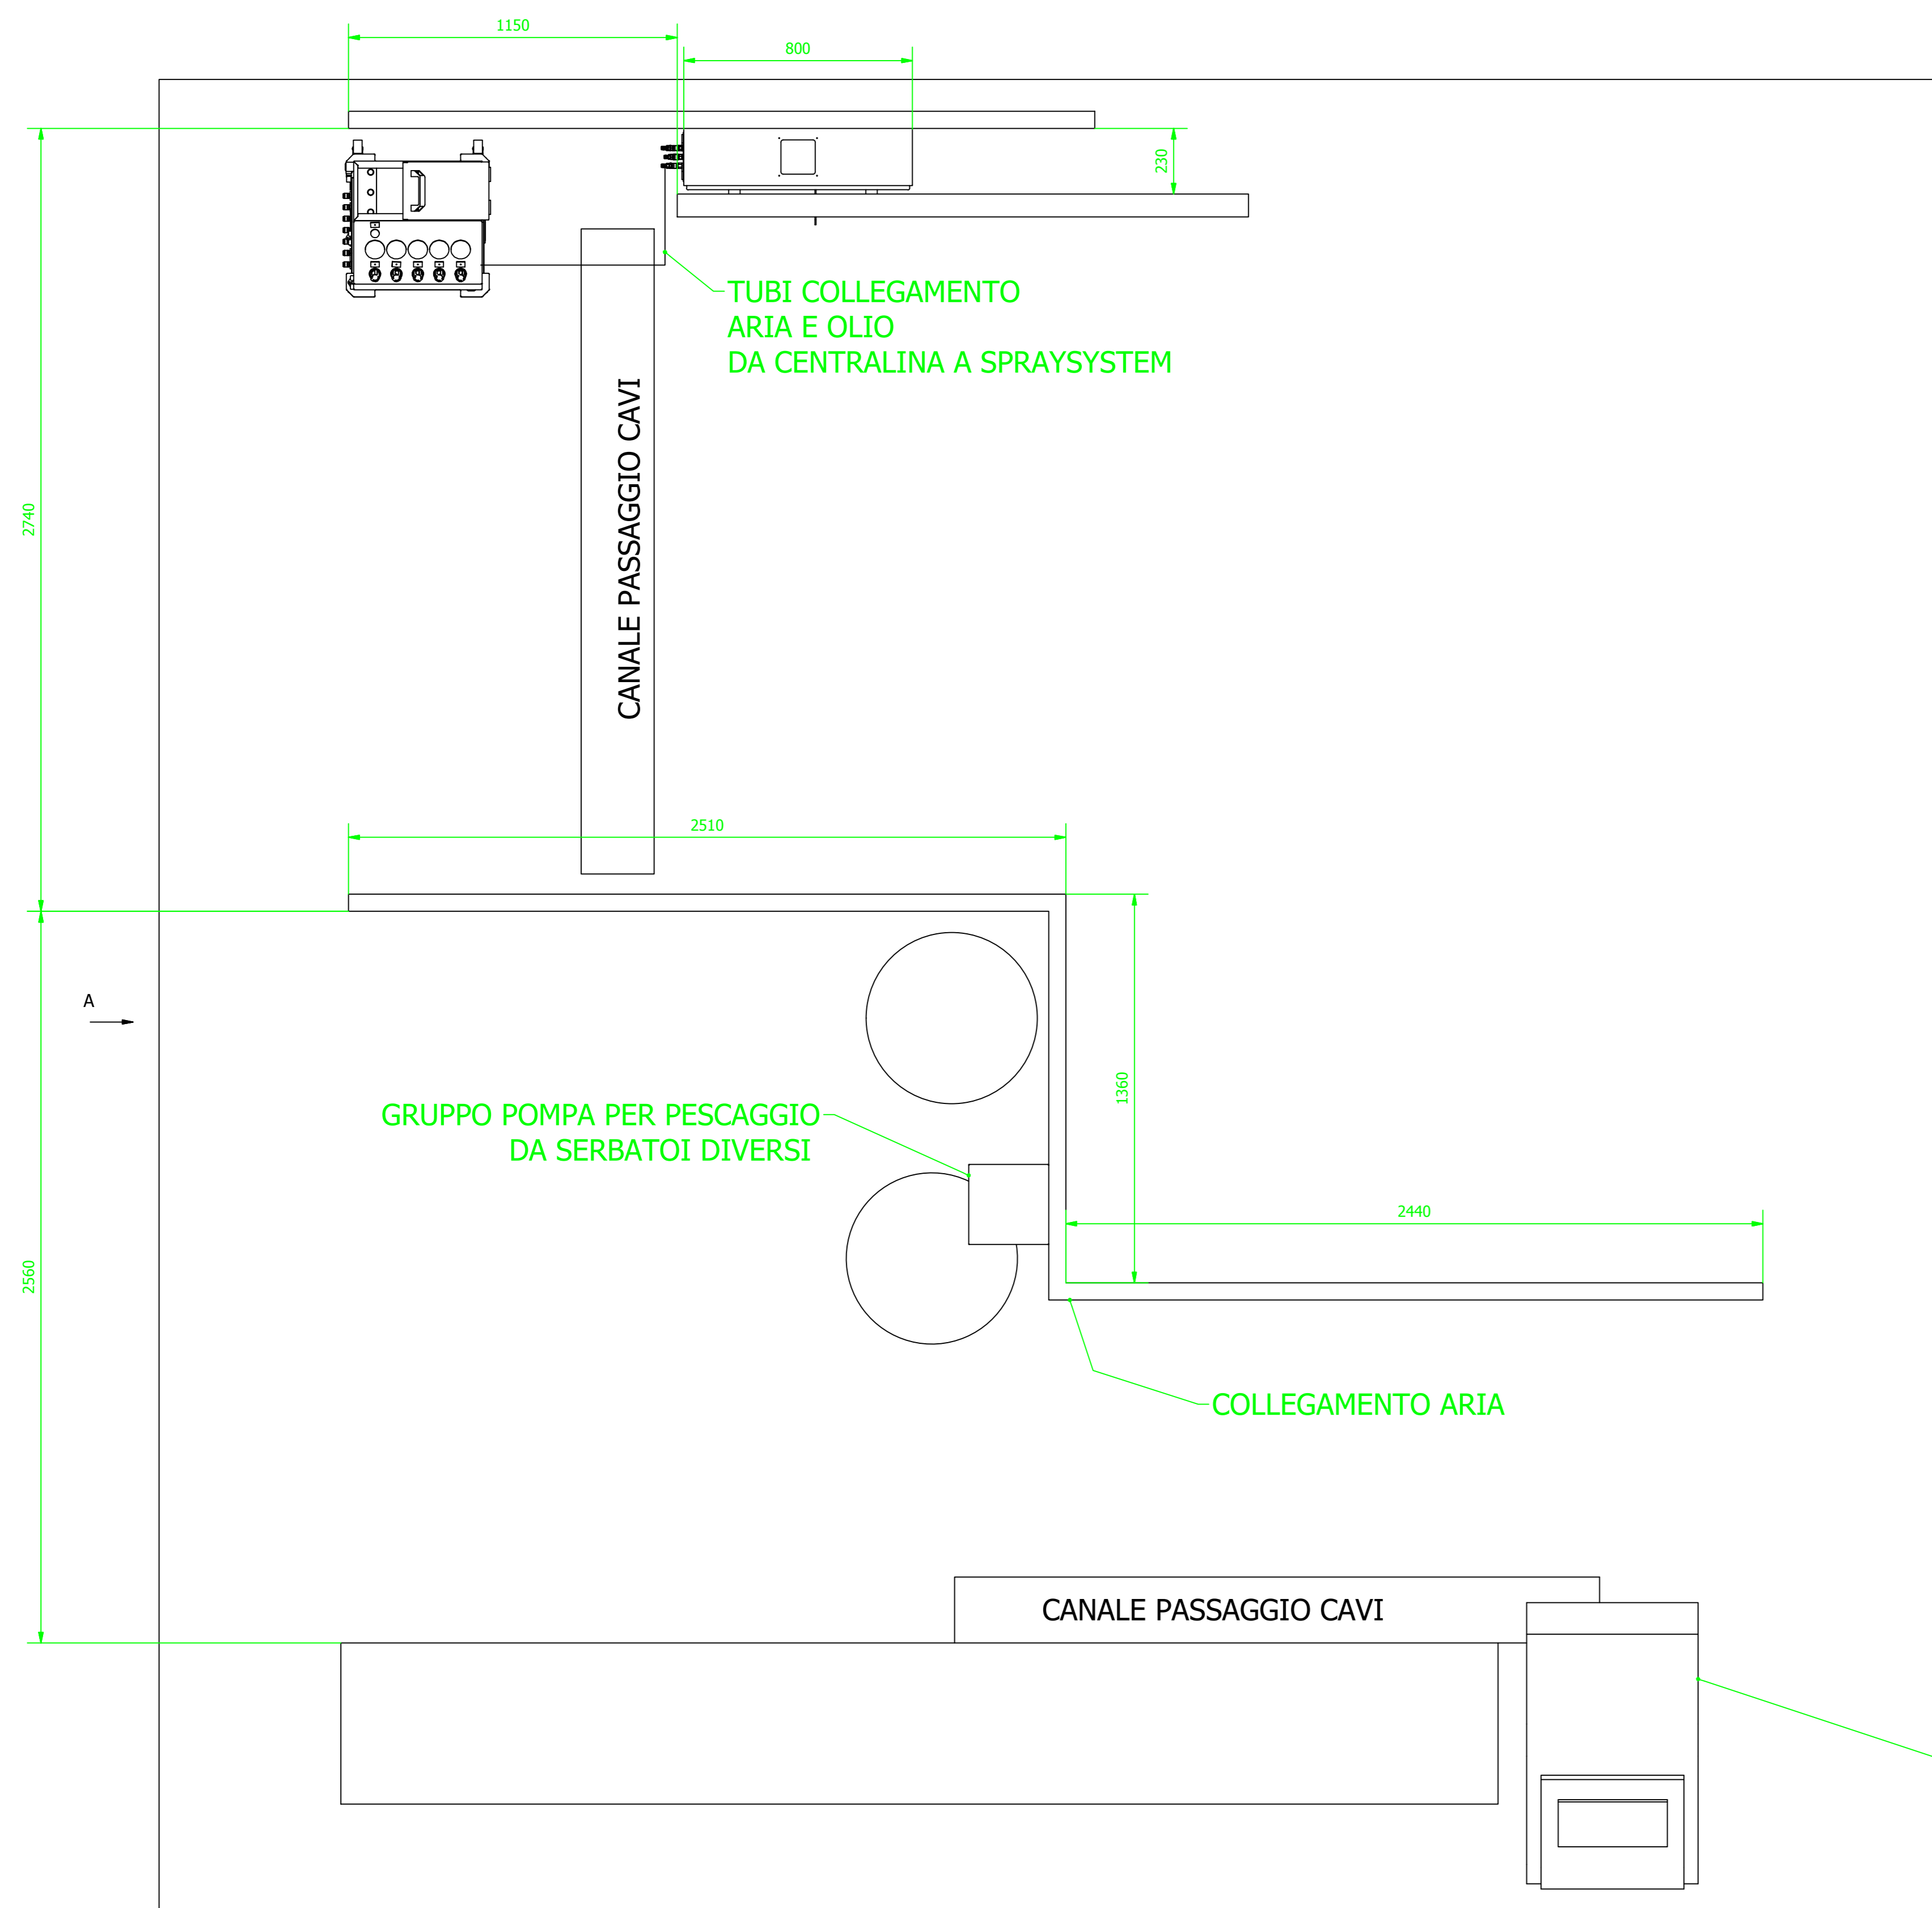 1150
800
230
TUBI COLLEGAMENTO
ARIA E OLIO
DA CENTRALINA A SPRAYSYSTEM
CANALE PASSAGGIO CAVI
2740
2510
A
1360
GRUPPO POMPA PER PESCAGGIO
DA SERBATOI DIVERSI
2440
2560
COLLEGAMENTO ARIA
CANALE PASSAGGIO CAVI